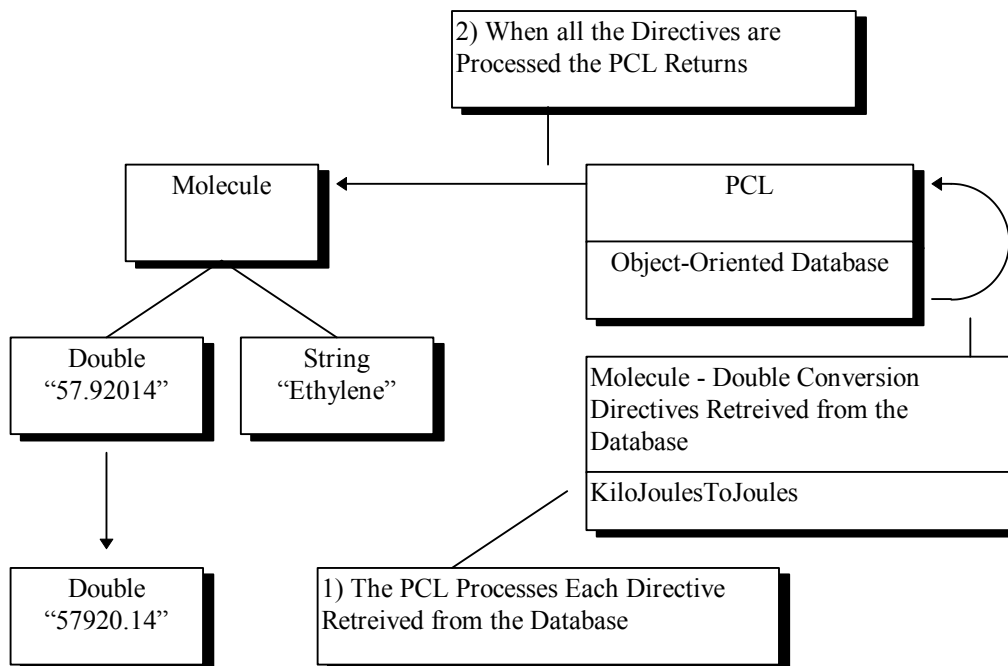 2) When all the Directives are
Processed the PCL Returns
Molecule
PCL
Object-Oriented Database
Double
“57.92014”
String
“Ethylene”
Molecule - Double Conversion
Directives Retreived from the
Database
KiloJoulesToJoules
Double
“57920.14”
1) The PCL Processes Each Directive
Retreived from the Database